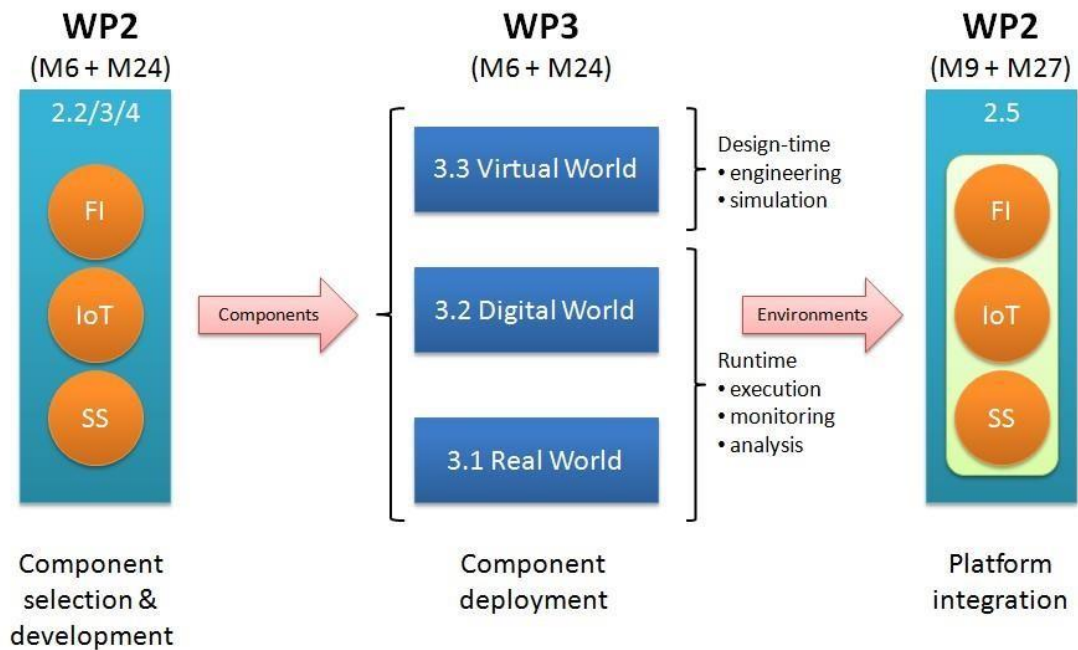 WP2
(M6 + M24)
2.2/3/4
FI
IoT
SS
Component
selection &
development
Components
WP3
(M6 + M24)
3.3 Virtual World
3.2 Digital World
3.1 Real World
Component
deployment
Design-time
• engineering
• simulation
Runtime
• execution
• monitoring
• analysis
Environments
WP2
(M9 + M27)
2.5
FI
IoT
SS
Platform
integration